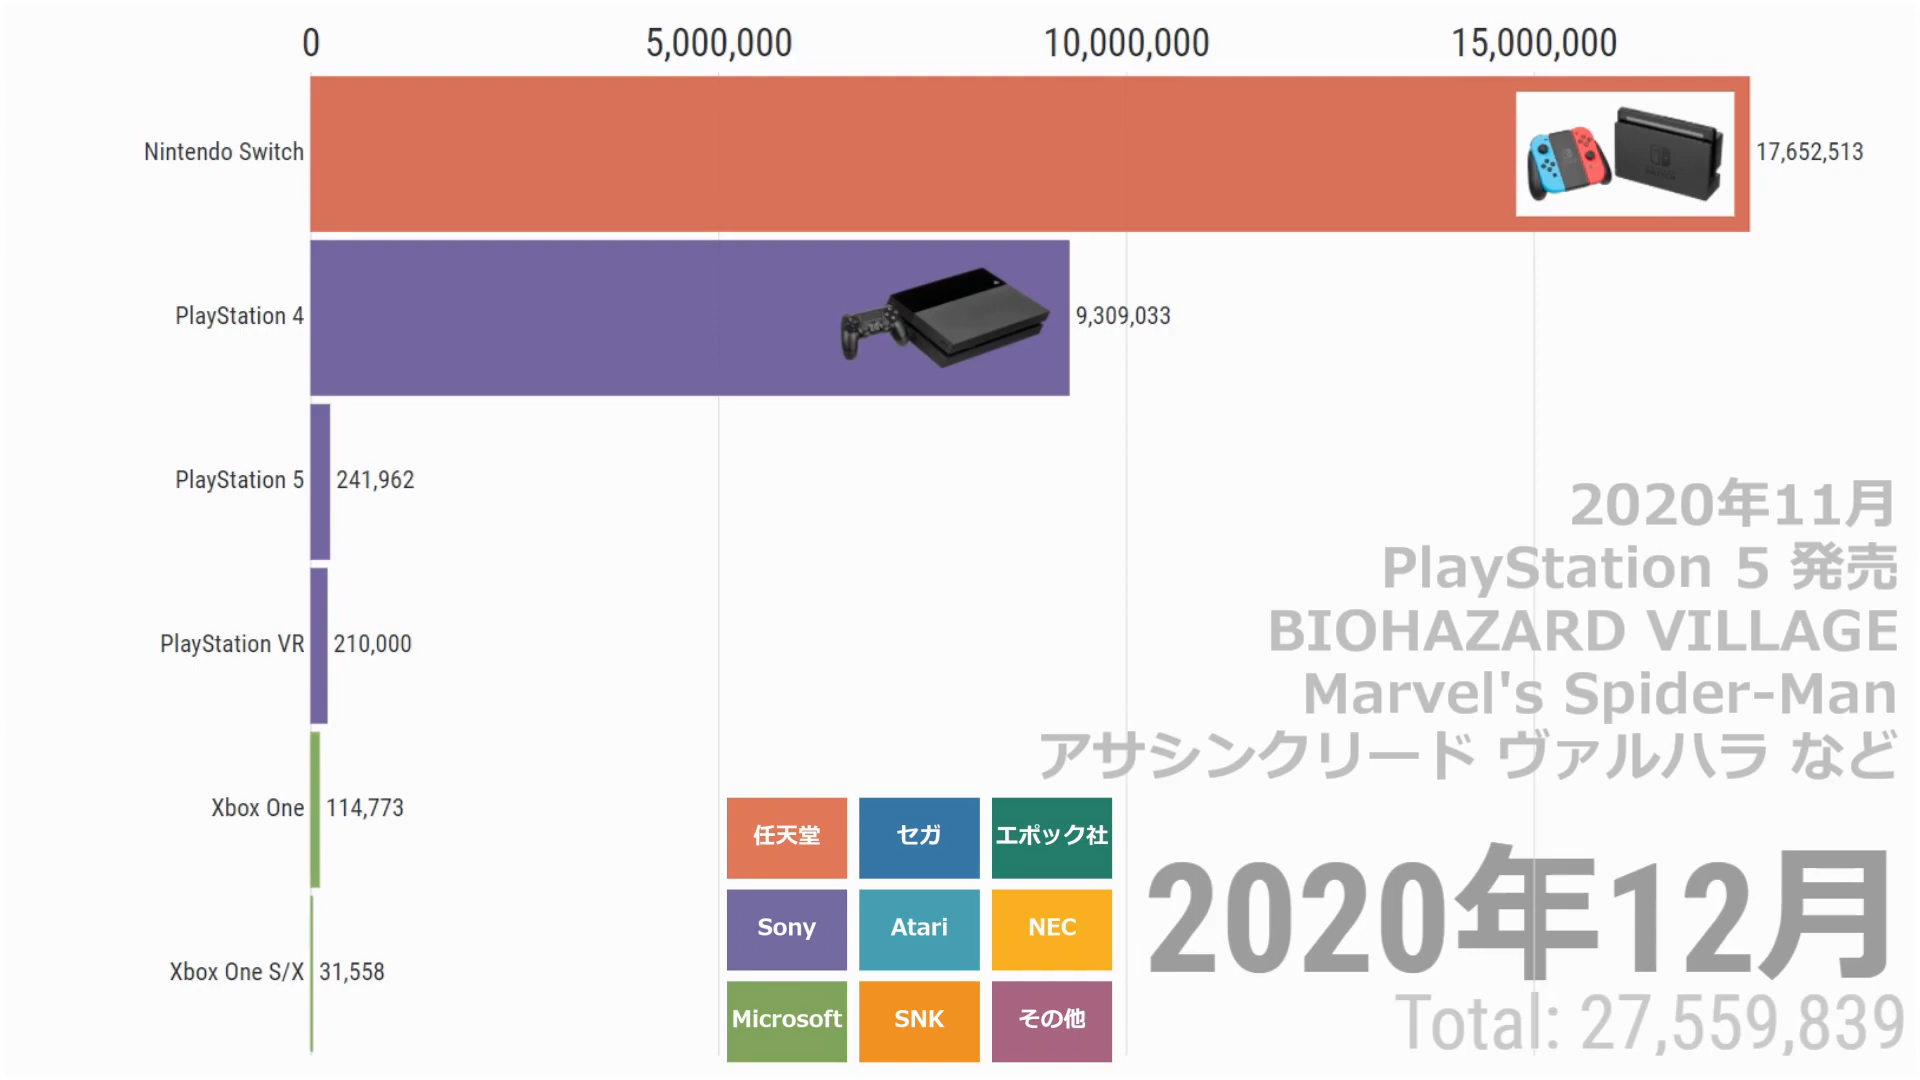 0 5,000,000 10,000,000 15,000,000
Nintendo Switch 17,652,513
PlayStation 4 9,309,033
PlayStation 5 241,962
PlayStation VR 210,000
Xbox One 114,773
Xbox One S/X 31,558
2020年11月
PlayStation 5 発売
BIOHAZARD VILLAGE
Marvel's Spider-Man
アサシンクリード ヴァルハラ など
任天堂 セガ エポック社
Sony Atari NEC
Microsoft SNK その他
2020年12月
Total: 27,559,839